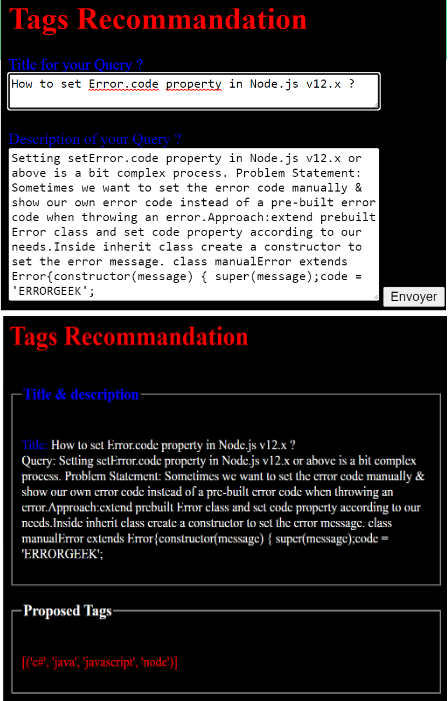 Tags Recommandation
Title for your Query ?
How to set Error.code property in Node.js v12.x ?
Description of your Query ?
Setting setError.code property in Node.js v12.x or
above is a bit complex process. Problem Statement:
Sometimes we want to set the error code manually &
show our own error code instead of a pre-built error
code when throwing an error.Approach:extend prebuilt
Error class and set code property according to our
needs.Inside inherit class create a constructor to
set the error message. class manualError extends
Error{constructor(message) { super(message);code =
'ERRORGEEK';
Envoyer
Tags Recommandation
Title & description
Title: How to set Error.code property in Node.js v12.x ?
Query: Setting setError.code property in Node.js v12.x or above is a bit complex
process. Problem Statement: Sometimes we want to set the error code manually &
show our own error code instead of a pre-built error code when throwing an
error.Approach:extend prebuilt Error class and set code property according to our
needs.Inside inherit class create a constructor to set the error message. class
manualError extends Error{constructor(message) { super(message);code =
'ERRORGEEK';
Proposed Tags
[('c#', 'java', 'javascript', 'node')]